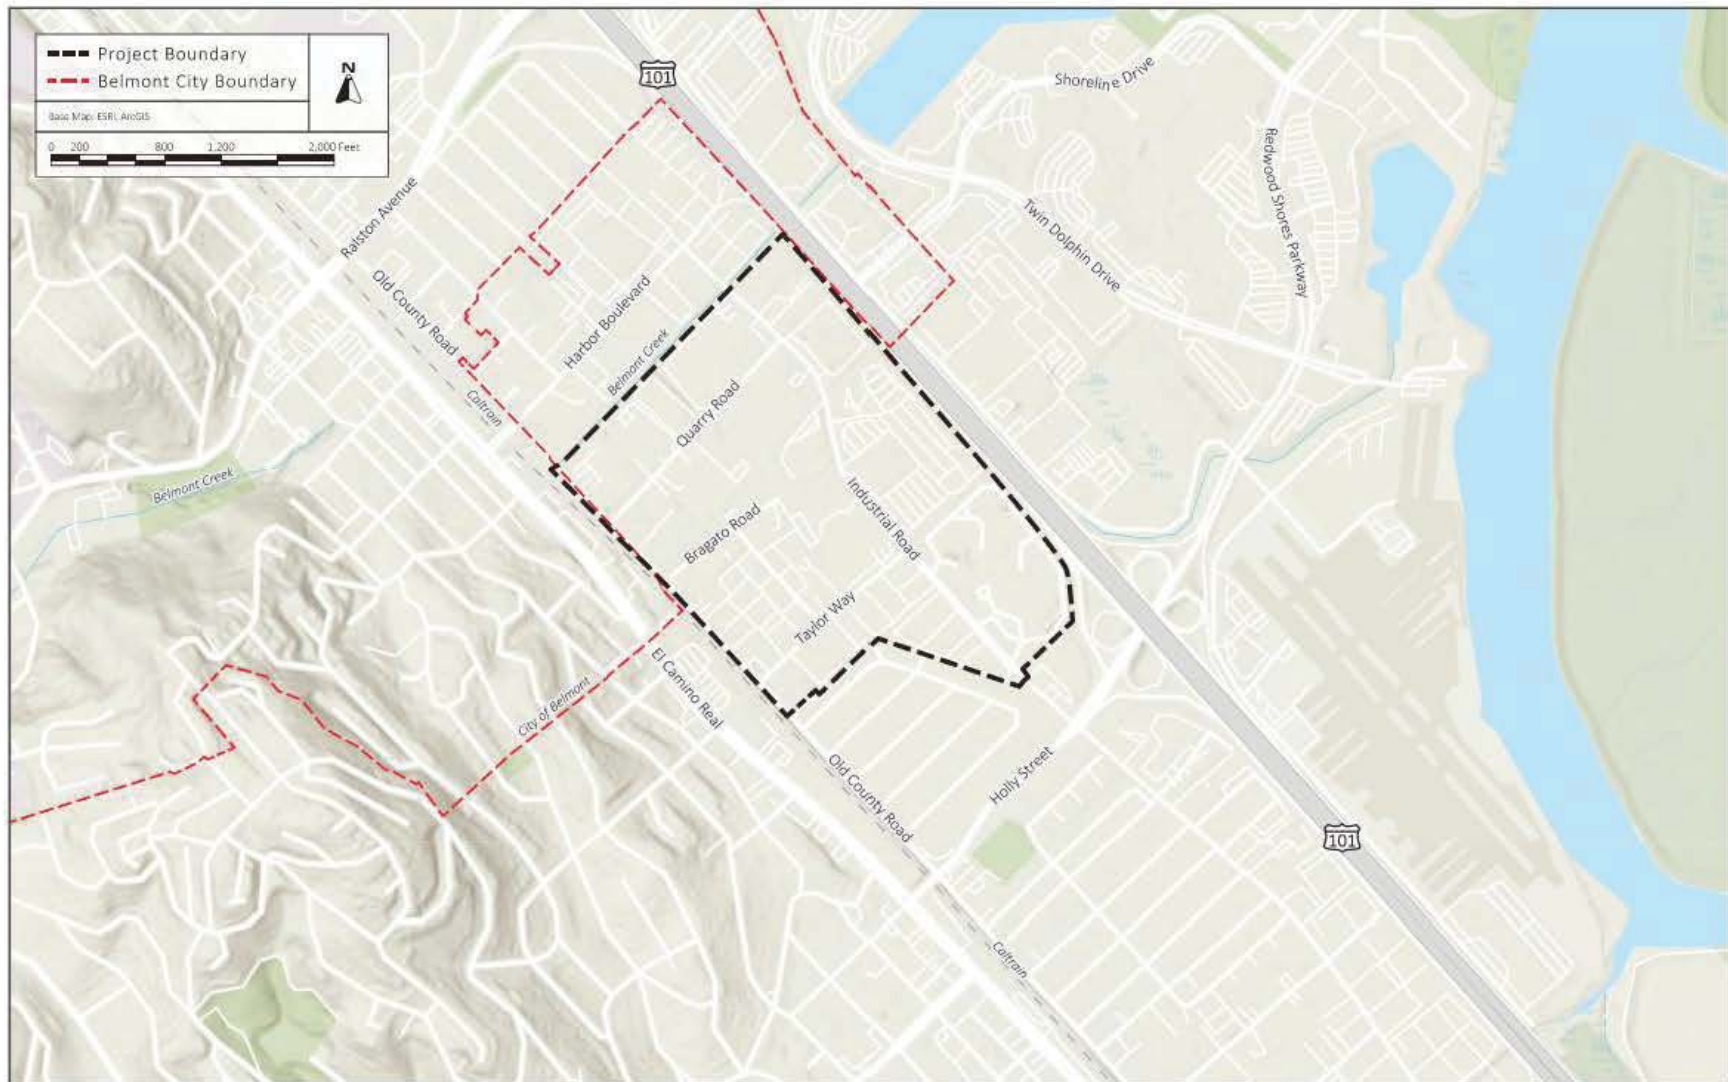 Project Boundary
Belmont City Boundary
N
Base Map: ESRI, ArcGIS
0 200 800 1,200 2,000 Feet
101
Shoreline Drive
Redwood Shores Parkway
Twin Dolphin Drive
Ralston Avenue
Old County Road
Harbor Boulevard
Belmont Creek
Caltrain
Quarry Road
Belmont Creek
Industrial Road
Bragato Road
Taylor Way
El Camino Real
City of Belmont
Old County Road
Holly Street
101
Caltrain